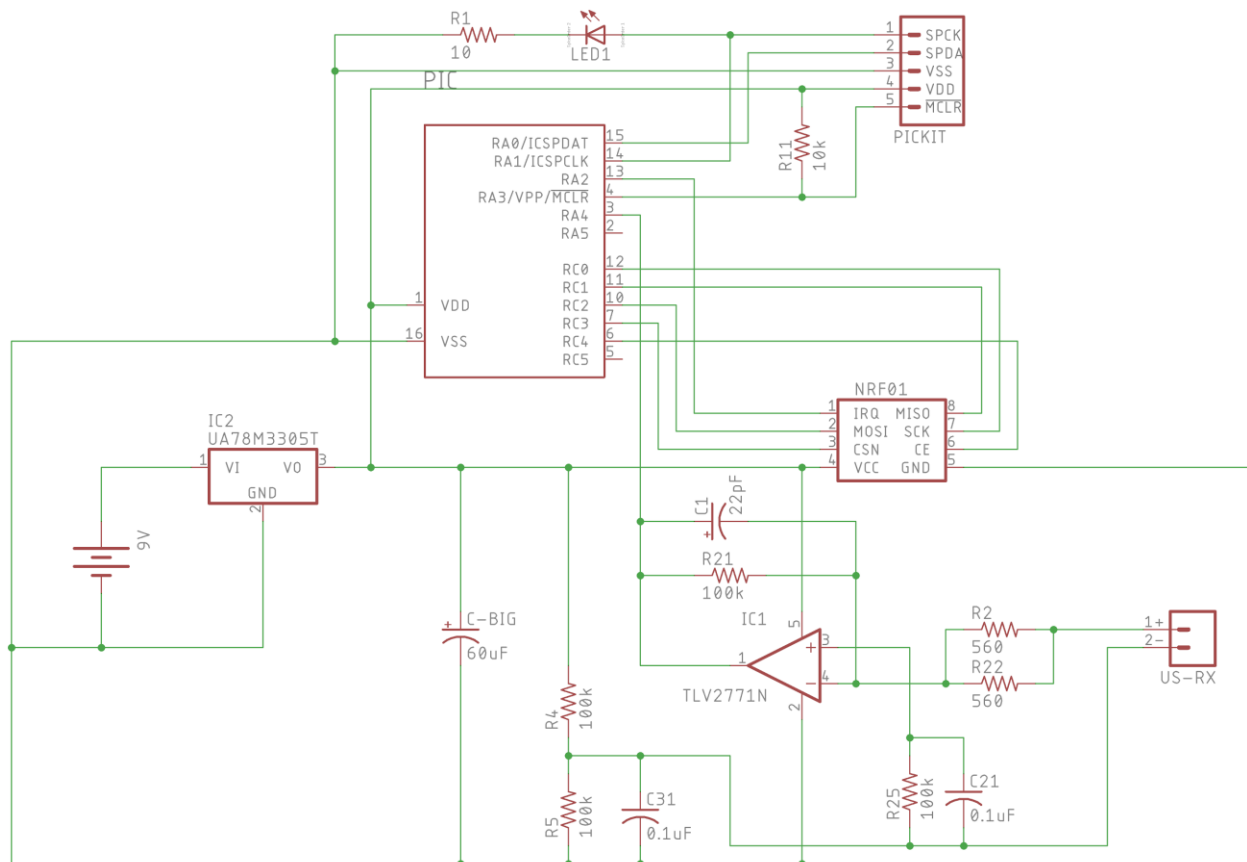 R1
10
LED1
1 SPCK
2 SPDA
3 VSS
4 VDD
5 MCLR
PICKIT
PIC
R11
10k
RA0/ICSPDAT 15
RA1/ICSPCLK 14
RA2 13
RA3/VPP/MCLR 4
RA4 3
RA5 2
RC0 12
RC1 11
RC2 10
RC3 7
RC4 6
RC5 5
1 VDD
16 VSS
NRF01
1 IRQ MISO 8
2 MOSI SCK 7
3 CSN CE 6
4 VCC GND 5
IC2
UA78M3305T
1 VI VO 3
GND
2
9V
C1
22pF
+
R21
100k
IC1
5
3 +
1
4 −
2
TLV2771N
+ C-BIG
60uF
R2
560
R22
560
1+
2-
US-RX
R4
100k
R5
100k
C31
0.1uF
R25
100k
C21
0.1uF